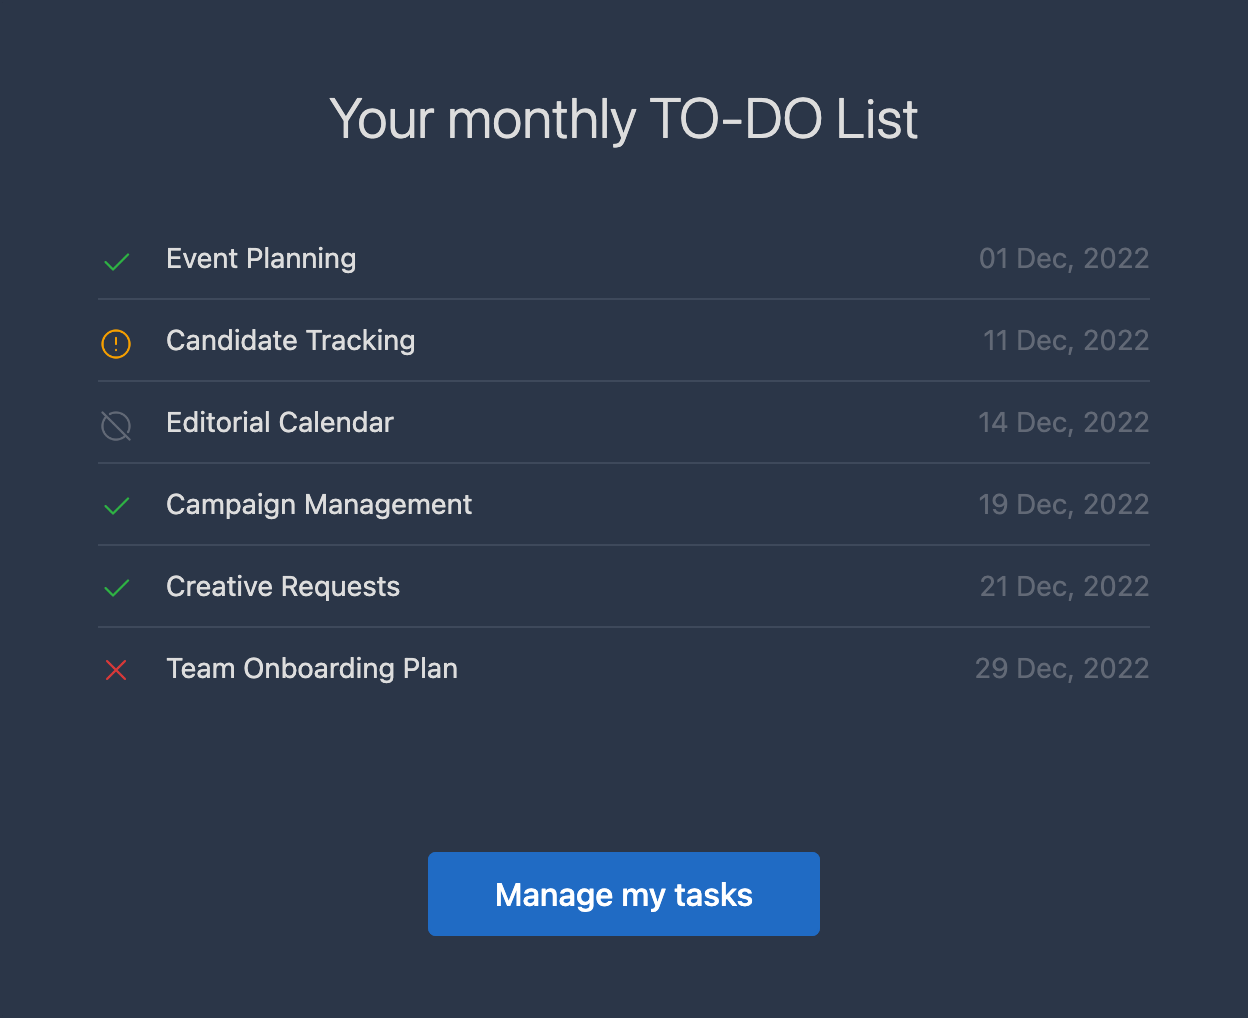 Your monthly TO-DO List
Event Planning 01 Dec, 2022
Candidate Tracking 11 Dec, 2022
Editorial Calendar 14 Dec, 2022
Campaign Management 19 Dec, 2022
Creative Requests 21 Dec, 2022
Team Onboarding Plan 29 Dec, 2022
Manage my tasks